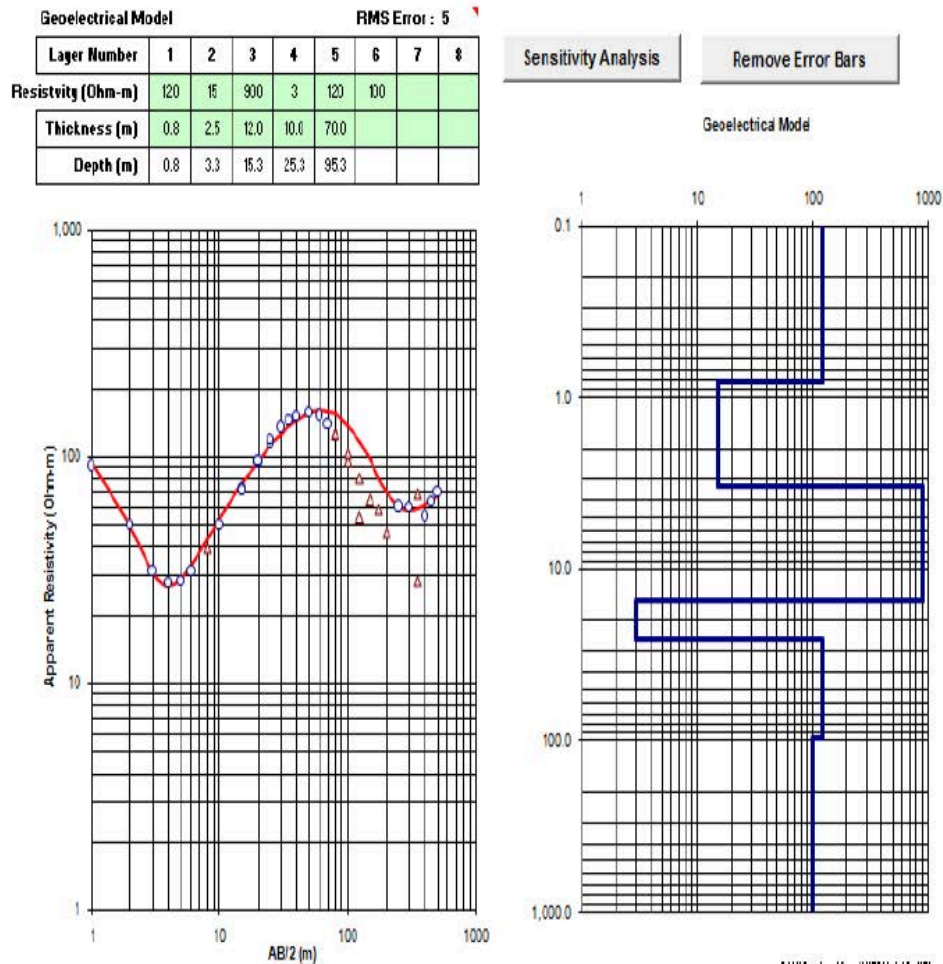 Geoelectrical Model RMS Error : 5
Layer Number 1 2 3 4 5 6 7 8
Resistvity (Ohm-m) 120 15 900 3 120 100
Thickness (m) 0.8 2.5 12.0 10.0 70.0
Depth (m) 0.8 3.3 15.3 25.3 95.3
Sensitivity Analysis
Remove Error Bars
Geoelectrical Model
1 10 100 1000
0.1
1.0
10.0
100.0
1,000.0
1,000
100
10
1
Apparent Resistivity (Ohm-m)
1 10 100 1000
AB/2 (m)